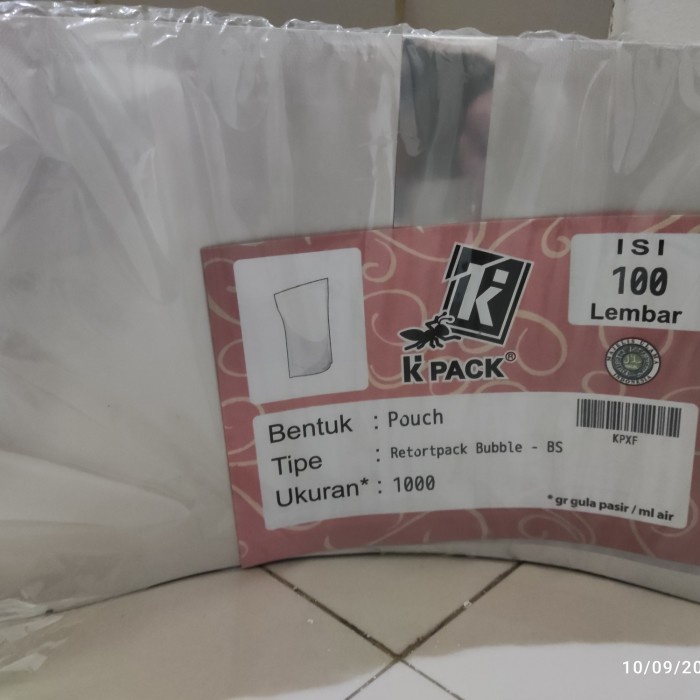 ISI
100
Lembar
K PACK®
Bentuk : Pouch
Tipe : Retortpack Bubble - BS
Ukuran* : 1000
KPXF
*gr gula pasir / ml air
10/09/20